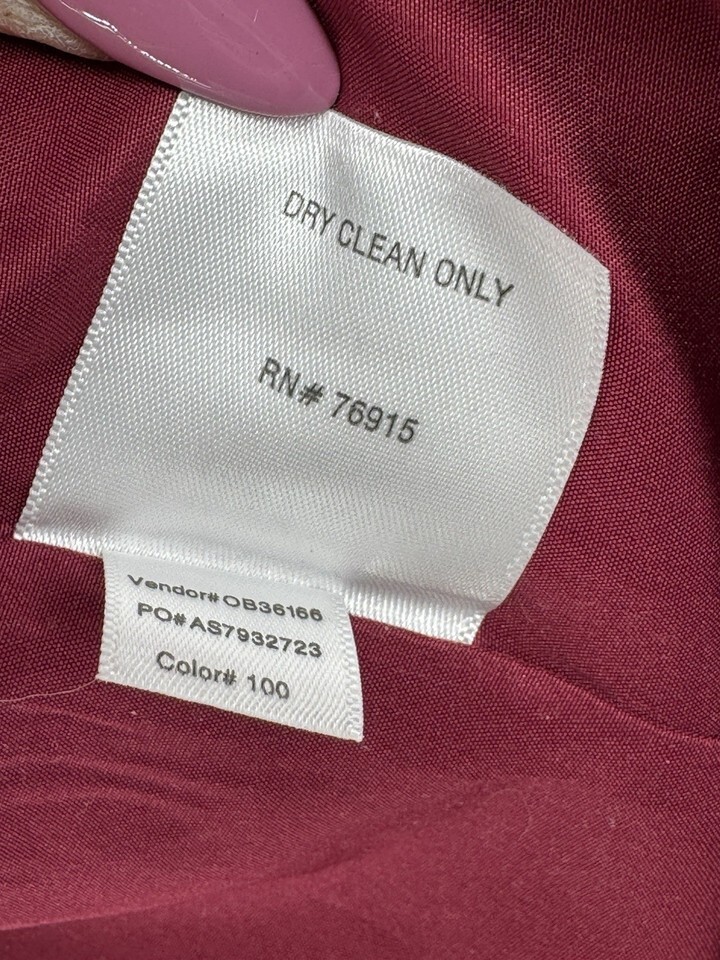 DRY CLEAN ONLY
RN# 76915
Vendor# OB36166
PO# AS7932723
Color# 100